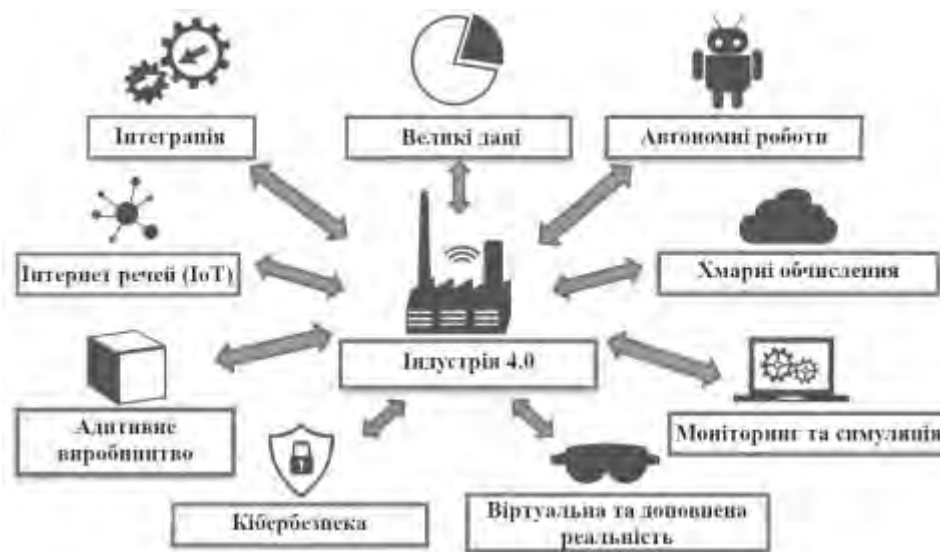 Інтеграція
Великі дані
Автономні роботи
Інтернет речей (IoT)
Хмарні обчислення
Індустрія 4.0
Адитивне
виробництво
Моніторинг та симуляція
Кібербезпека
Віртуальна та доповнена
реальність